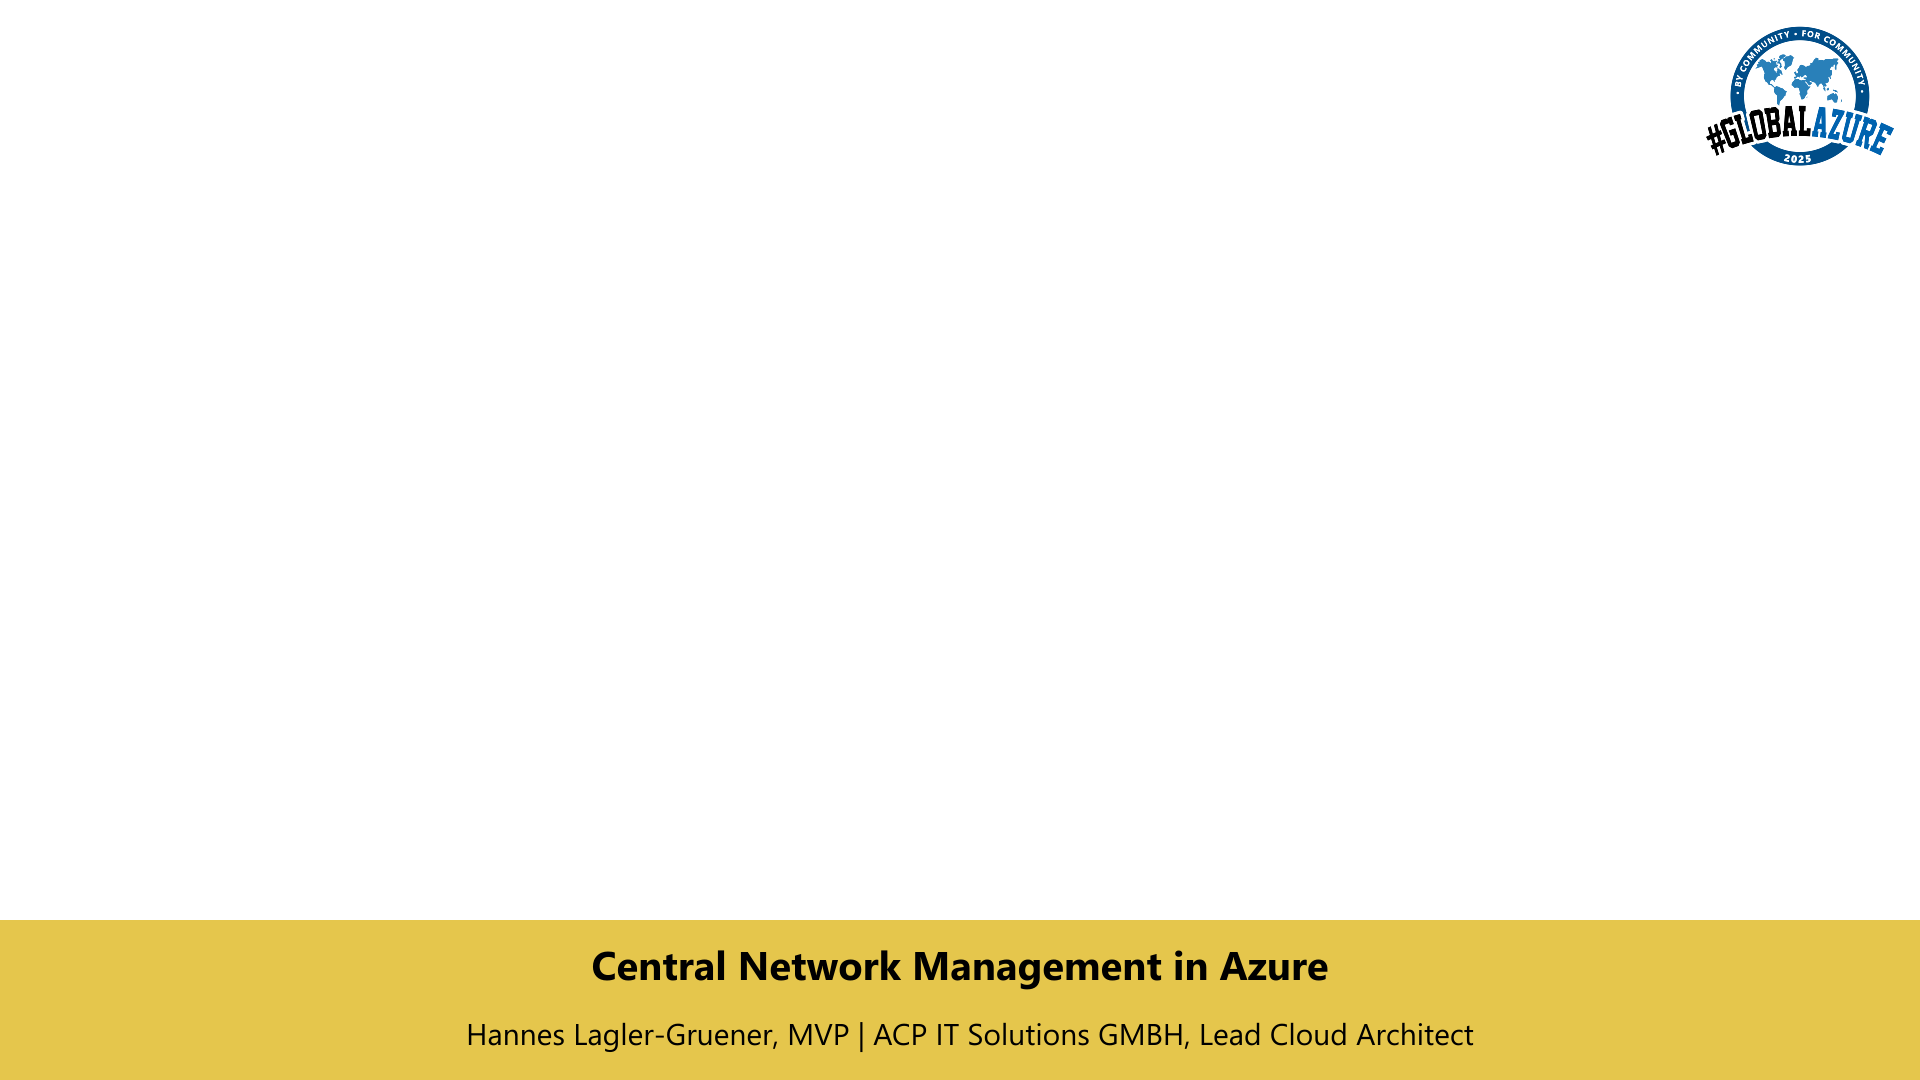 • BY COMMUNITY • FOR COMMUNITY •
#GLOBALAZURE
2025
Central Network Management in Azure
Hannes Lagler-Gruener, MVP | ACP IT Solutions GMBH, Lead Cloud Architect